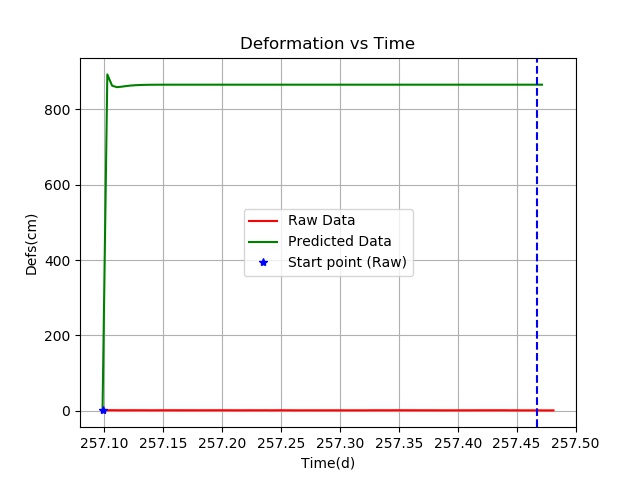 Deformation vs Time
800
600
400
200
0
Defs(cm)
Raw Data
Predicted Data
Start point (Raw)
257.10 257.15 257.20 257.25 257.30 257.35 257.40 257.45 257.50
Time(d)